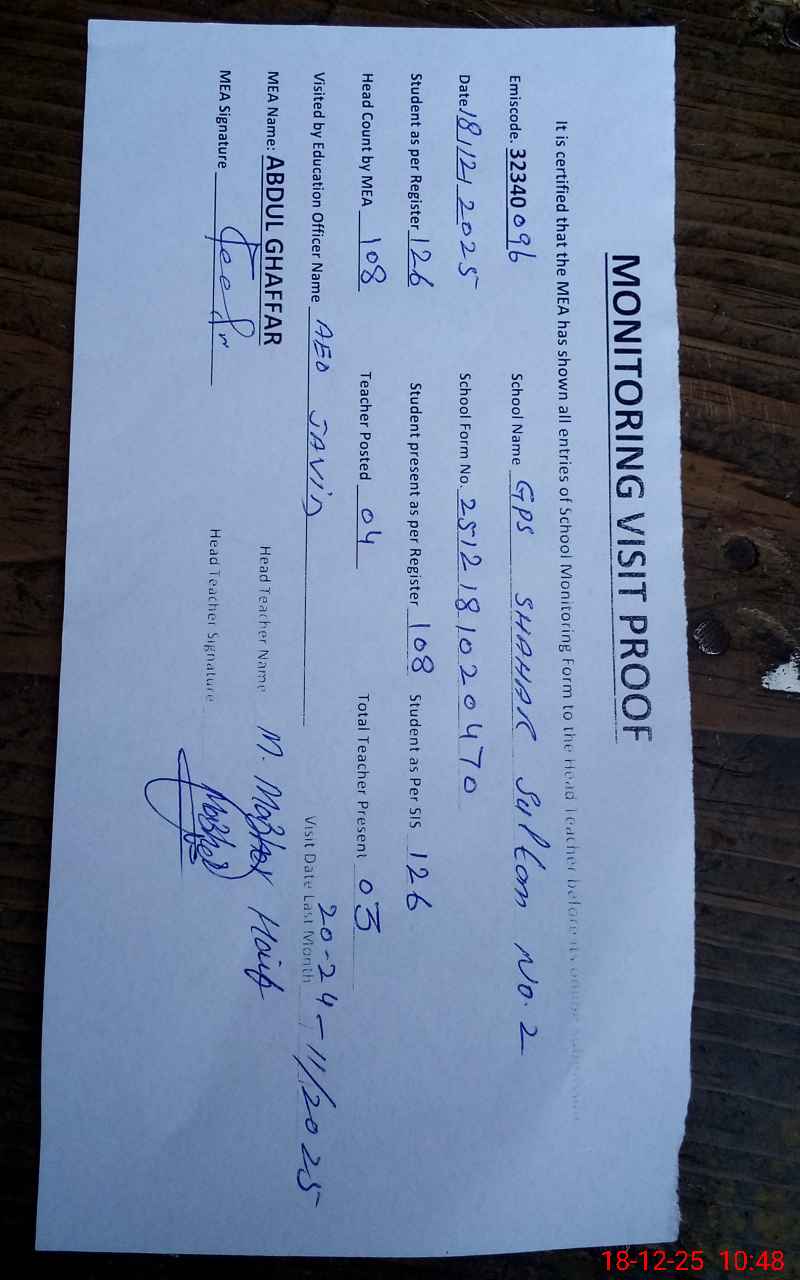 MONITORING VISIT PROOF
It is certified that the MEA has shown all entries of School Monitoring Form to the Head Teacher before its
Emiscode. 32340096 School Name GPS SHAHAR Sultan No. 2
Date. 18/12/2025 School Form No. 2512181020470
Student as per Register 126 Student present as per Register 108 Student as Per SIS 126
Head Count by MEA 108 Teacher Posted 04 Total Teacher Present 03
Visited by Education Officer Name AEO JAVID Visit Date Last Month 20-24-11/2025
MEA Name: ABDUL GHAFFAR Head Teacher Name M.
MEA Signature Head Teacher Signature
18-12-25 10:48